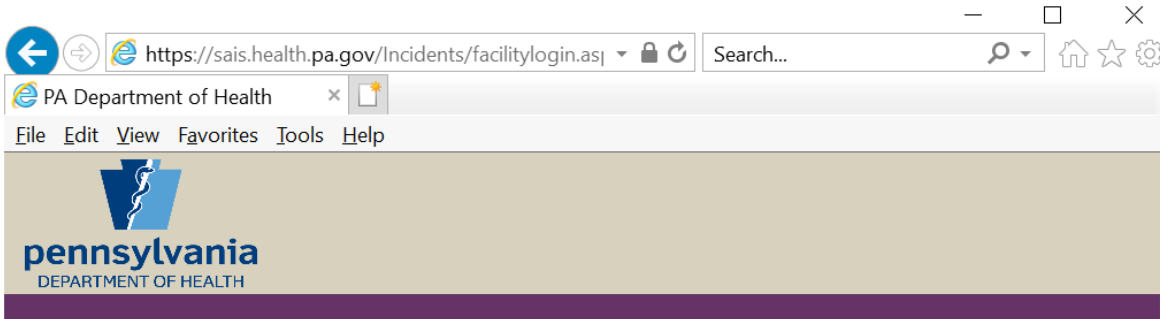 https://sais.health.pa.gov/Incidents/facilitylogin.as
Search...
PA Department of Health
File Edit View Favorites Tools Help
pennsylvania
DEPARTMENT OF HEALTH